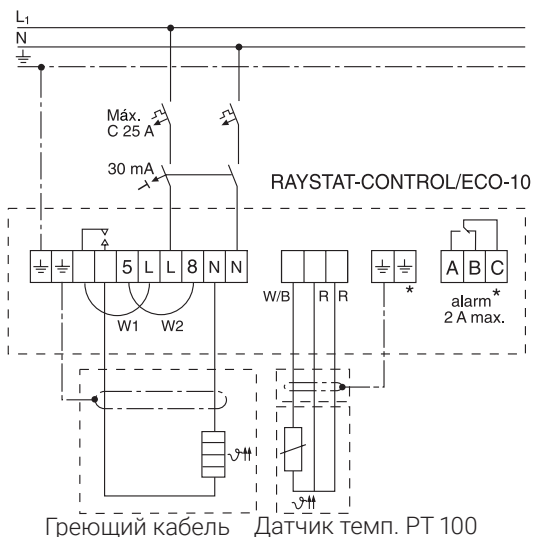 L1
N
Máx.
C 25 A
30 mA
RAYSTAT-CONTROL/ECO-10
5 L L 8 N N
A B C
W/B R R
*
alarm*
2 A max.
W1 W2
Греющий кабель Датчик темп. PT 100